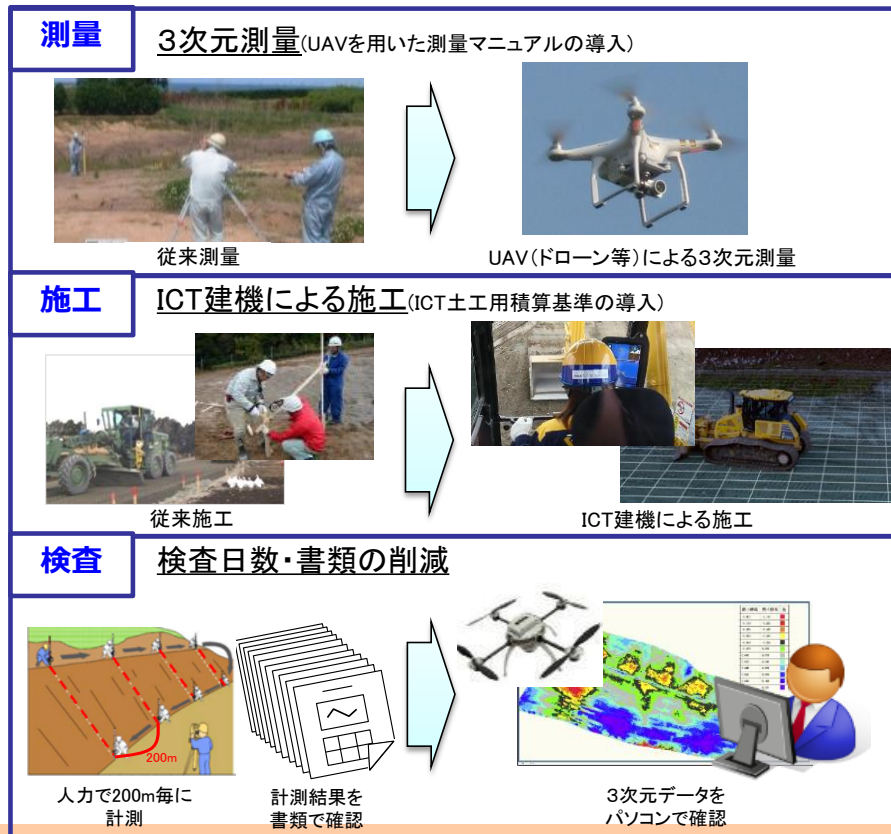 測量
3次元測量(UAVを用いた測量マニュアルの導入)
従来測量
UAV(ドローン等)による3次元測量
施工
ICT建機による施工(ICT土工用積算基準の導入)
従来施工
ICT建機による施工
検査
検査日数・書類の削減
200m
人力で200m毎に
計測
計測結果を
書類で確認
3次元データを
パソコンで確認